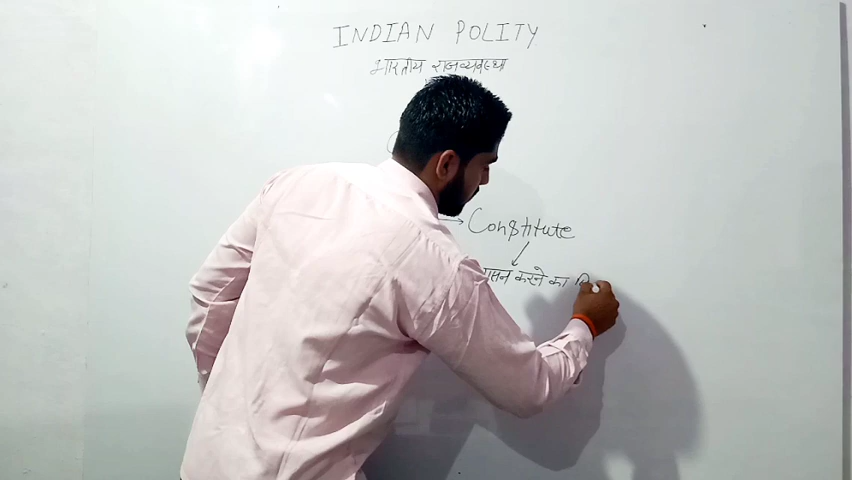 INDIAN POLITY
भारतीय राजव्यवस्था
Constitute
करने का